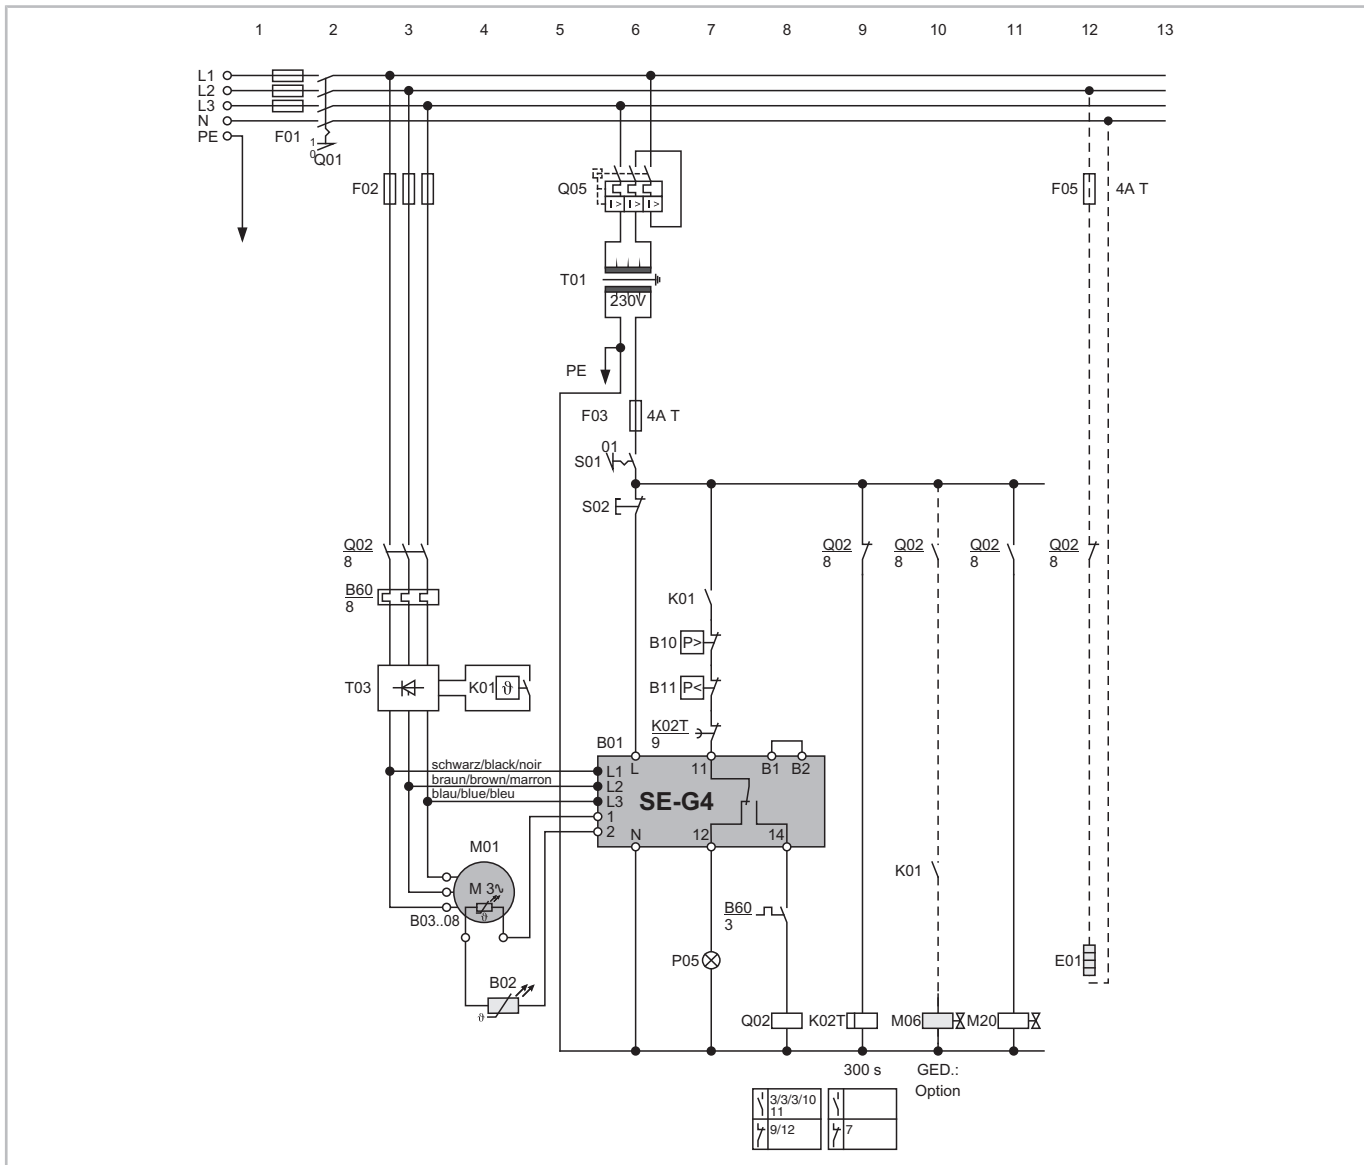 1 2 3 4 5 6 7 8 9 10 11 12 13
L1
L2
L3
N
PE
F01
1
0
Q01
F02
Q05
I > I > I >
F05 4A T
T01
230V
PE
F03 4A T
01
S01
S02
Q02
8
Q02
8
Q02
8
Q02
8
Q02
8
B60
8
K01
B10 P>
B11 P<
T03
K01 ϑ
K02T
9
B01
schwarz/black/noir
braun/brown/marron
blau/blue/bleu
L1 L 11 B1 B2
L2
L3
SE-G4
1
2 N 12 14
M01
M 3∿
ϑ
B03..08
K01
B60
3
P05
E01
B02
ϑ
Q02 K02T M06 M20
300 s GED.:
Option
3/3/3/10
11
9/12 7